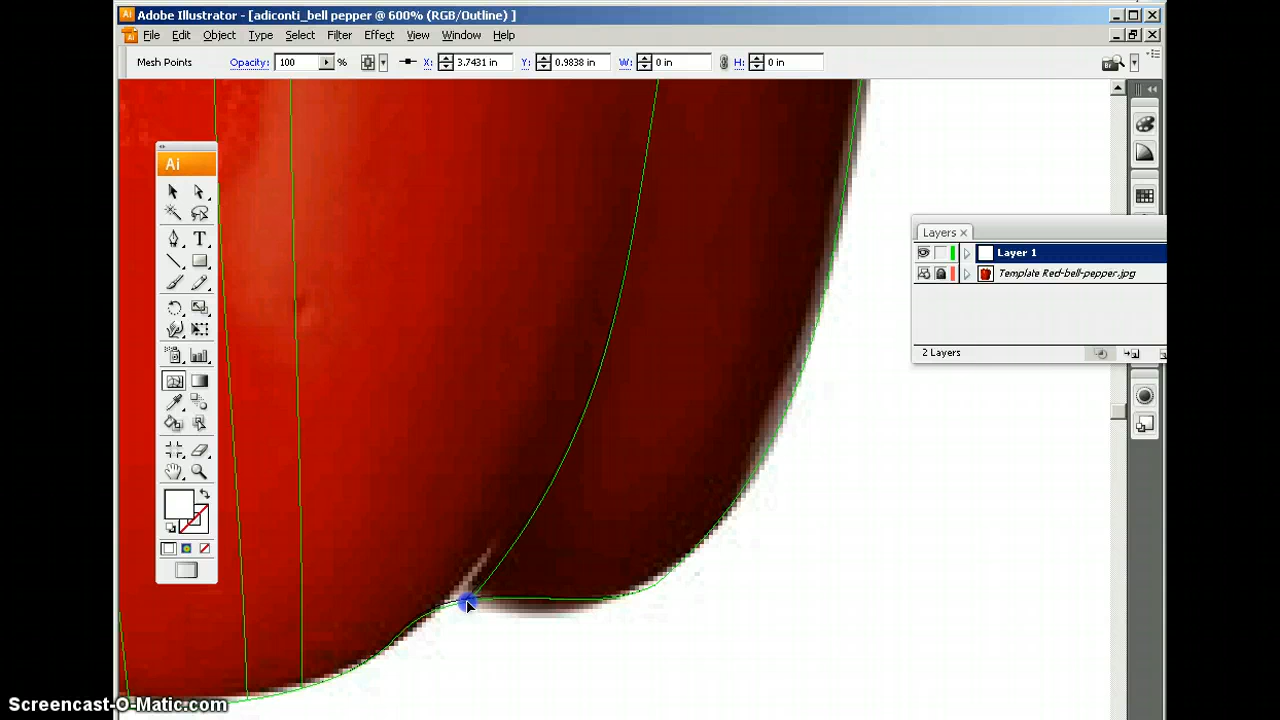 Adobe Illustrator - [adiconti_bell pepper @ 600% (RGB/Outline) ]
File Edit Object Type Select Filter Effect View Window Help
Mesh Points Opacity: 100 % X: 3.7431 in Y: 0.9838 in W: 0 in H: 0 in
Ai
T
Layers
Layer 1
Template Red-bell-pepper.jpg
2 Layers
Screencast-O-Matic.com